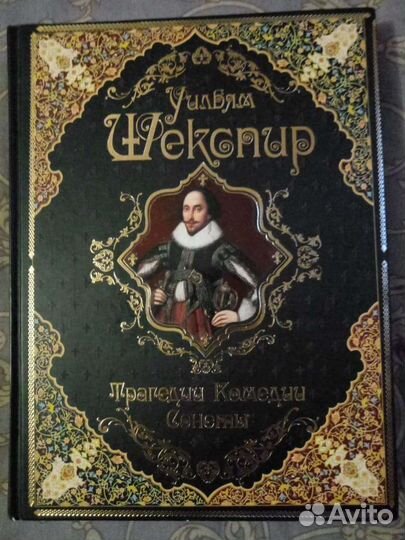 Уильям
Шекспир
Трагедии Комедии
Сонеты
Avito